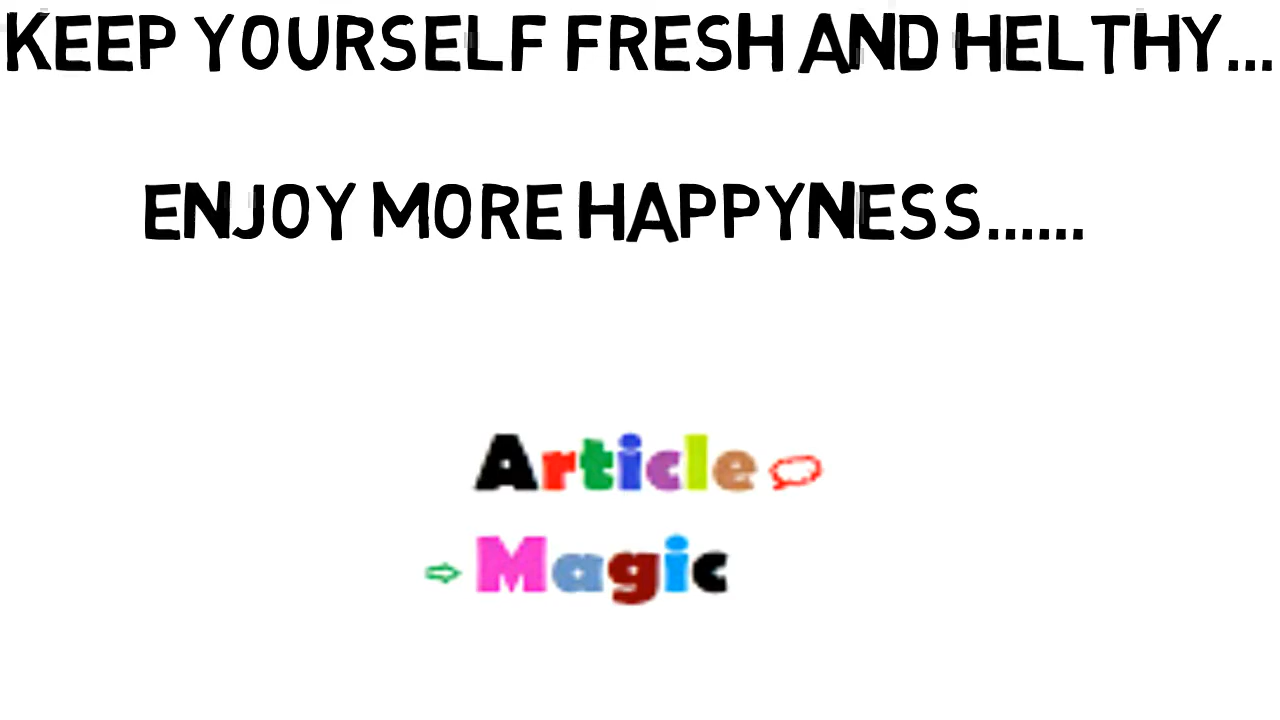 KEEP YOURSELF FRESH AND HELTHY...
ENJOY MORE HAPPYNESS......
Article
Magic